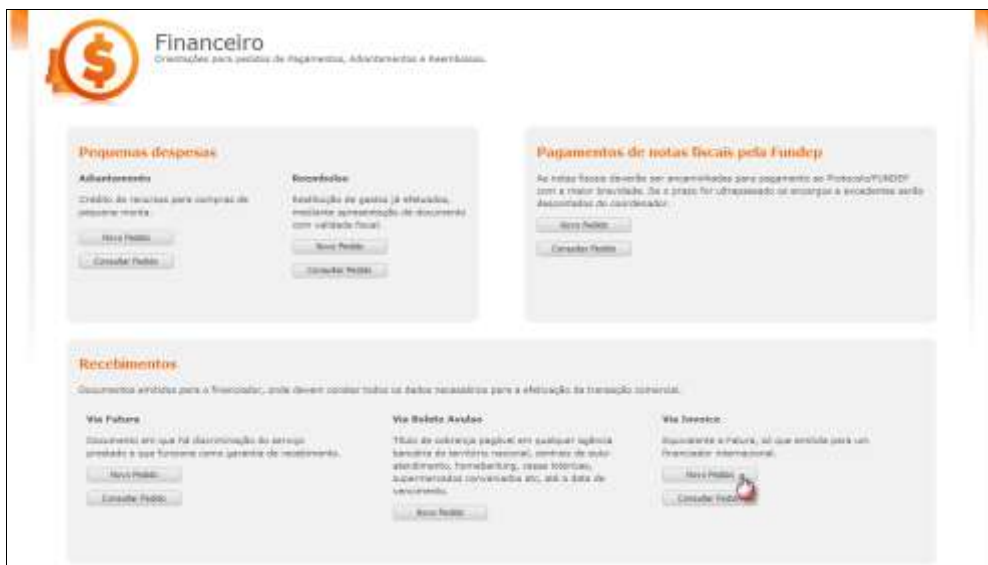 Financeiro
Orientações para pedidos de Pagamentos, Adiantamentos e Reembolsos.
Pequenas despesas
Adiantamento
Crédito de recursos para compras de
pequena monta.
Novo Pedido
Consultar Pedido
Reembolso
Restituição de gastos já efetuados,
mediante apresentação de documento
com validade fiscal.
Novo Pedido
Consultar Pedido
Pagamentos de notas fiscais pela Fundep
As notas fiscais deverão ser encaminhadas para pagamento ao Protocolo/FUNDEP
com a maior brevidade. Se o prazo for ultrapassado os encargos e excedentes serão
descontados do coordenador.
Novo Pedido
Consultar Pedido
Recebimentos
Documentos emitidos para o financiador, onde devem constar todos os dados necessários para a efetivação da transação comercial.
Via Fatura
Documento em que há discriminação do serviço
prestado e que funciona como garantia de recebimento.
Novo Pedido
Consultar Pedido
Via Boleto Avulso
Título de cobrança pagável em qualquer agência
bancária do território nacional, centrais de auto-
atendimento, homebanking, casas lotéricas,
supermercados conveniados etc, até a data de
vencimento.
Novo Pedido
Via Invoice
Equivalente a Fatura, só que emitida para um
financiador internacional.
Novo Pedido
Consultar Pedido